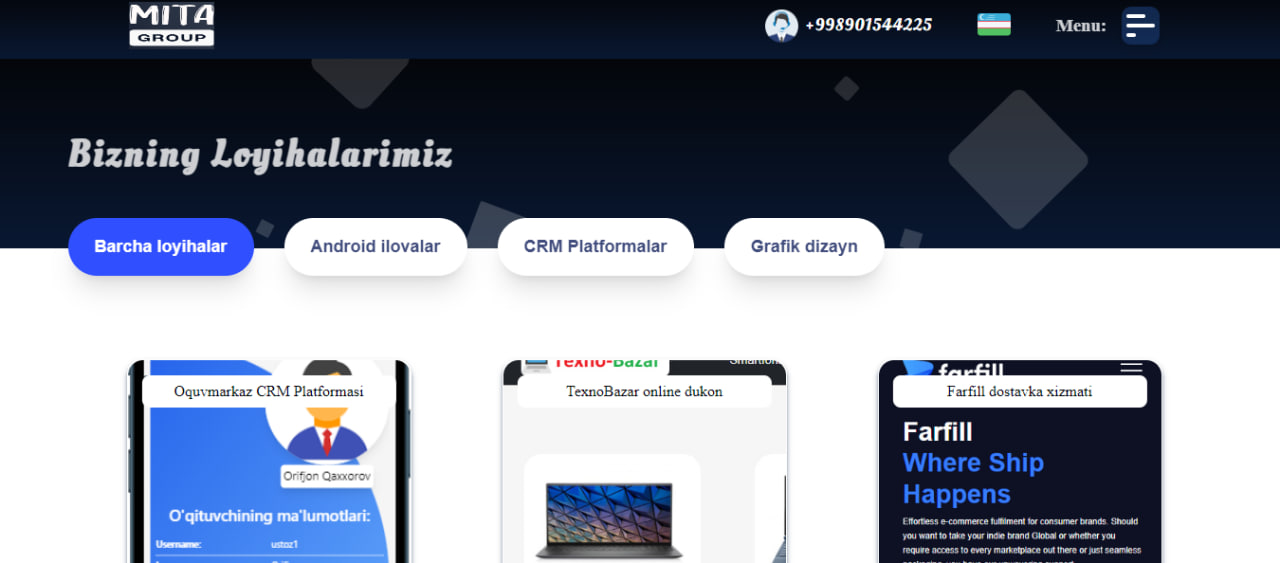 MITA
GROUP
+998901544225
Menu:
Bizning Loyihalarimiz
Barcha loyihalar
Android ilovalar
CRM Platformalar
Grafik dizayn
Oquvmarkaz CRM Platformasi
Orifjon Qaxxorov
O'qituvchining ma'lumotlari:
Username:
ustoz1
Texno-Bazar
TexnoBazar online dukon
farfill
Farfill dostavka xizmati
Farfill
Where Ship
Happens
Effortless e-commerce fulfilment for consumer brands. Should
you want to take your indie brand Global or whether you
require access to every marketplace out there or just seamless